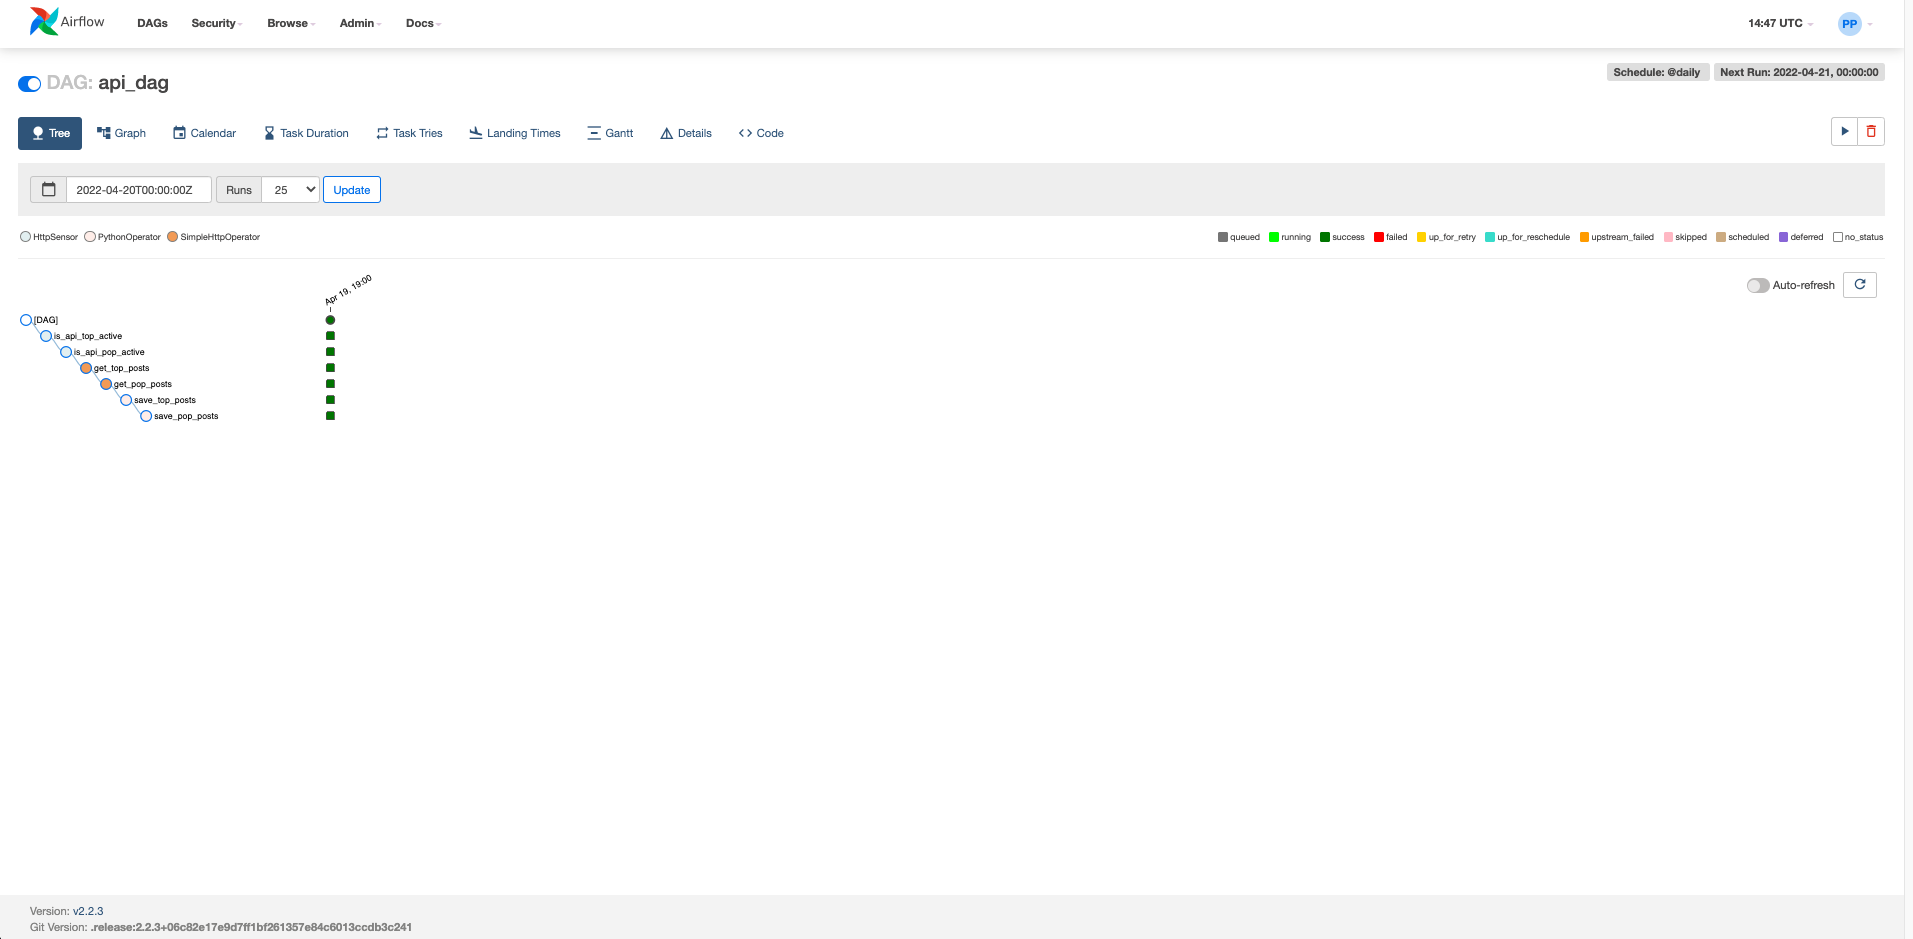 Airflow DAGs Security Browse Admin Docs 14:47 UTC PP
DAG: api_dag
Schedule: @daily Next Run: 2022-04-21, 00:00:00
Tree Graph Calendar Task Duration Task Tries Landing Times Gantt Details Code
2022-04-20T00:00:00Z Runs 25 Update
HttpSensor PythonOperator SimpleHttpOperator queued running success failed up_for_retry up_for_reschedule upstream_failed skipped scheduled deferred no_status
Auto-refresh
Apr 19, 19:00
[DAG]
is_api_top_active
is_api_pop_active
get_top_posts
get_pop_posts
save_top_posts
save_pop_posts
Version: v2.2.3
Git Version: .release:2.2.3+06c82e17e9d7ff1bf261357e84c6013ccdb3c241